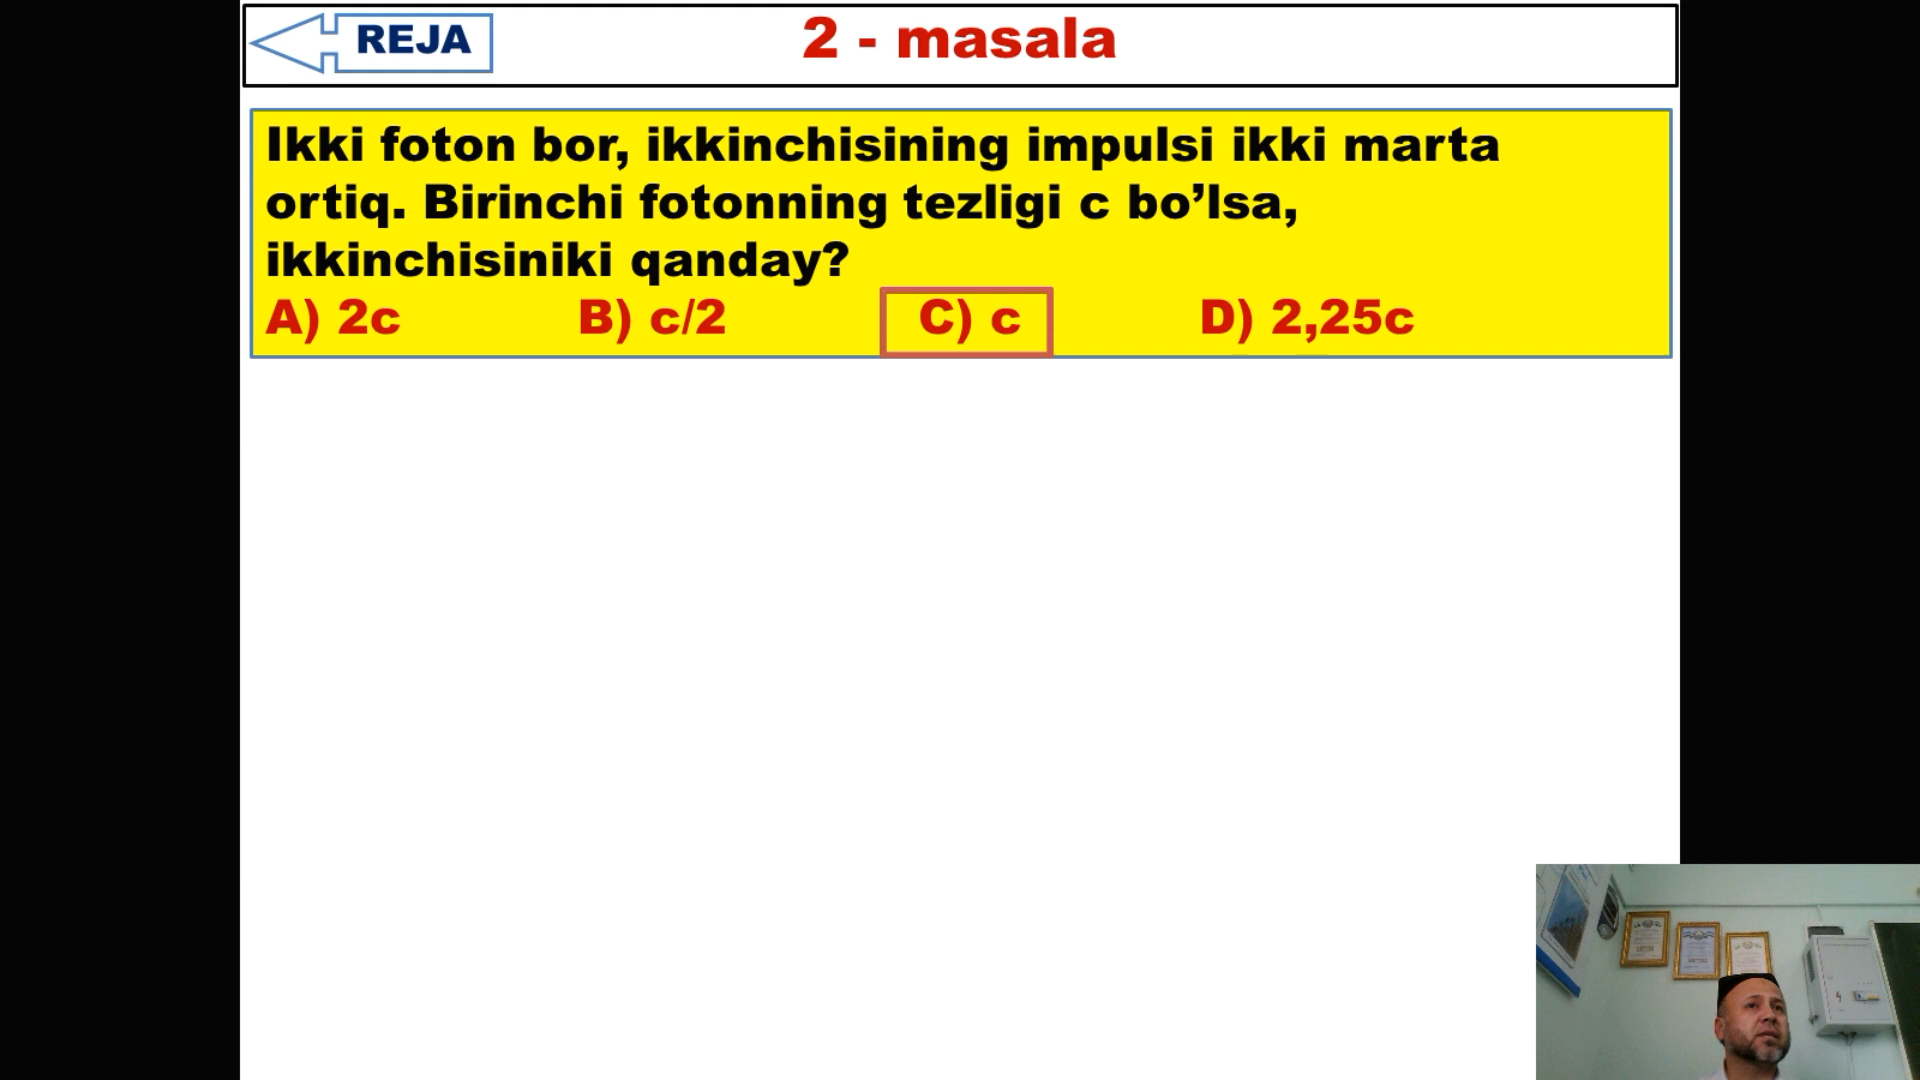 REJA
2 - masala
Ikki foton bor, ikkinchisining impulsi ikki marta
ortiq. Birinchi fotonning tezligi c bo’lsa,
ikkinchisiniki qanday?
A) 2c B) c/2 C) c D) 2,25c